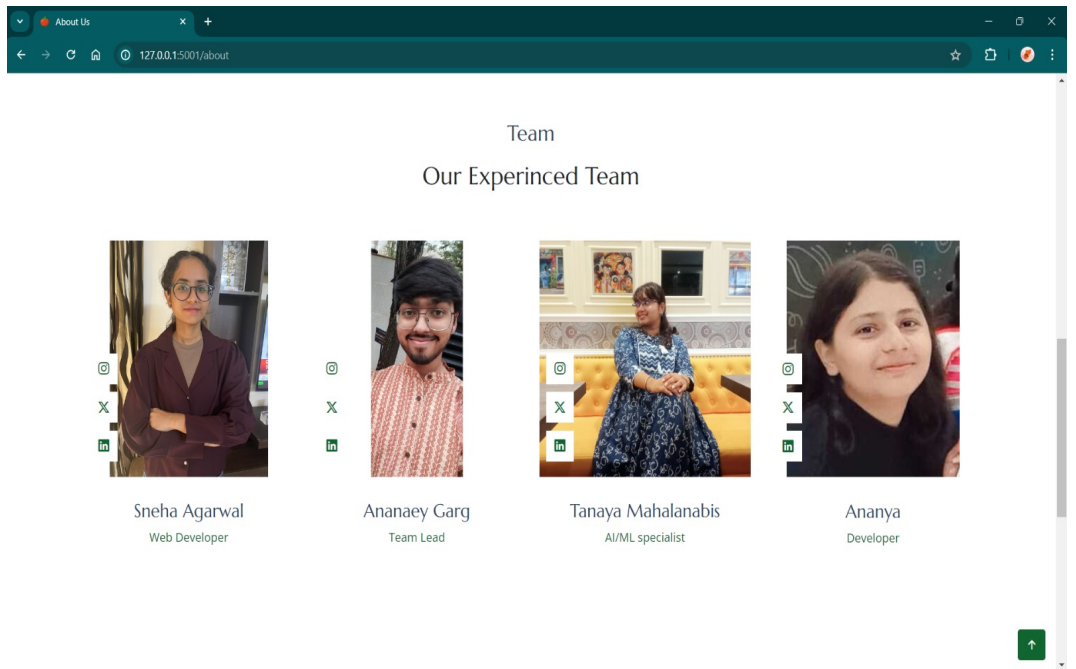 About Us
127.0.0.1:5001/about
Team
Our Experinced Team
Sneha Agarwal
Web Developer
Ananaey Garg
Team Lead
Tanaya Mahalanabis
AI/ML specialist
Ananya
Developer